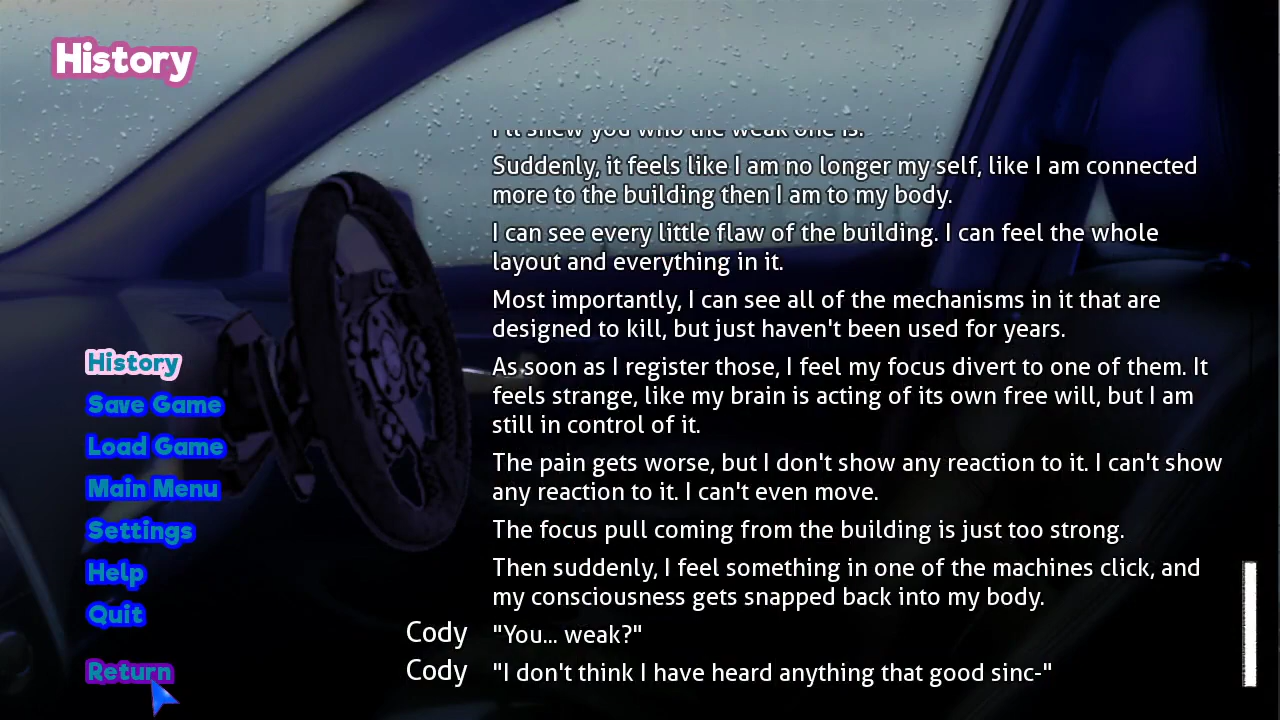 History
I'll show you who the weak one is.
Suddenly, it feels like I am no longer my self, like I am connected
more to the building then I am to my body.
I can see every little flaw of the building. I can feel the whole
layout and everything in it.
Most importantly, I can see all of the mechanisms in it that are
designed to kill, but just haven't been used for years.
As soon as I register those, I feel my focus divert to one of them. It
feels strange, like my brain is acting of its own free will, but I am
still in control of it.
The pain gets worse, but I don't show any reaction to it. I can't show
any reaction to it. I can't even move.
The focus pull coming from the building is just too strong.
Then suddenly, I feel something in one of the machines click, and
my consciousness gets snapped back into my body.
Cody "You... weak?"
Cody "I don't think I have heard anything that good sinc-"
History
Save Game
Load Game
Main Menu
Settings
Help
Quit
Return